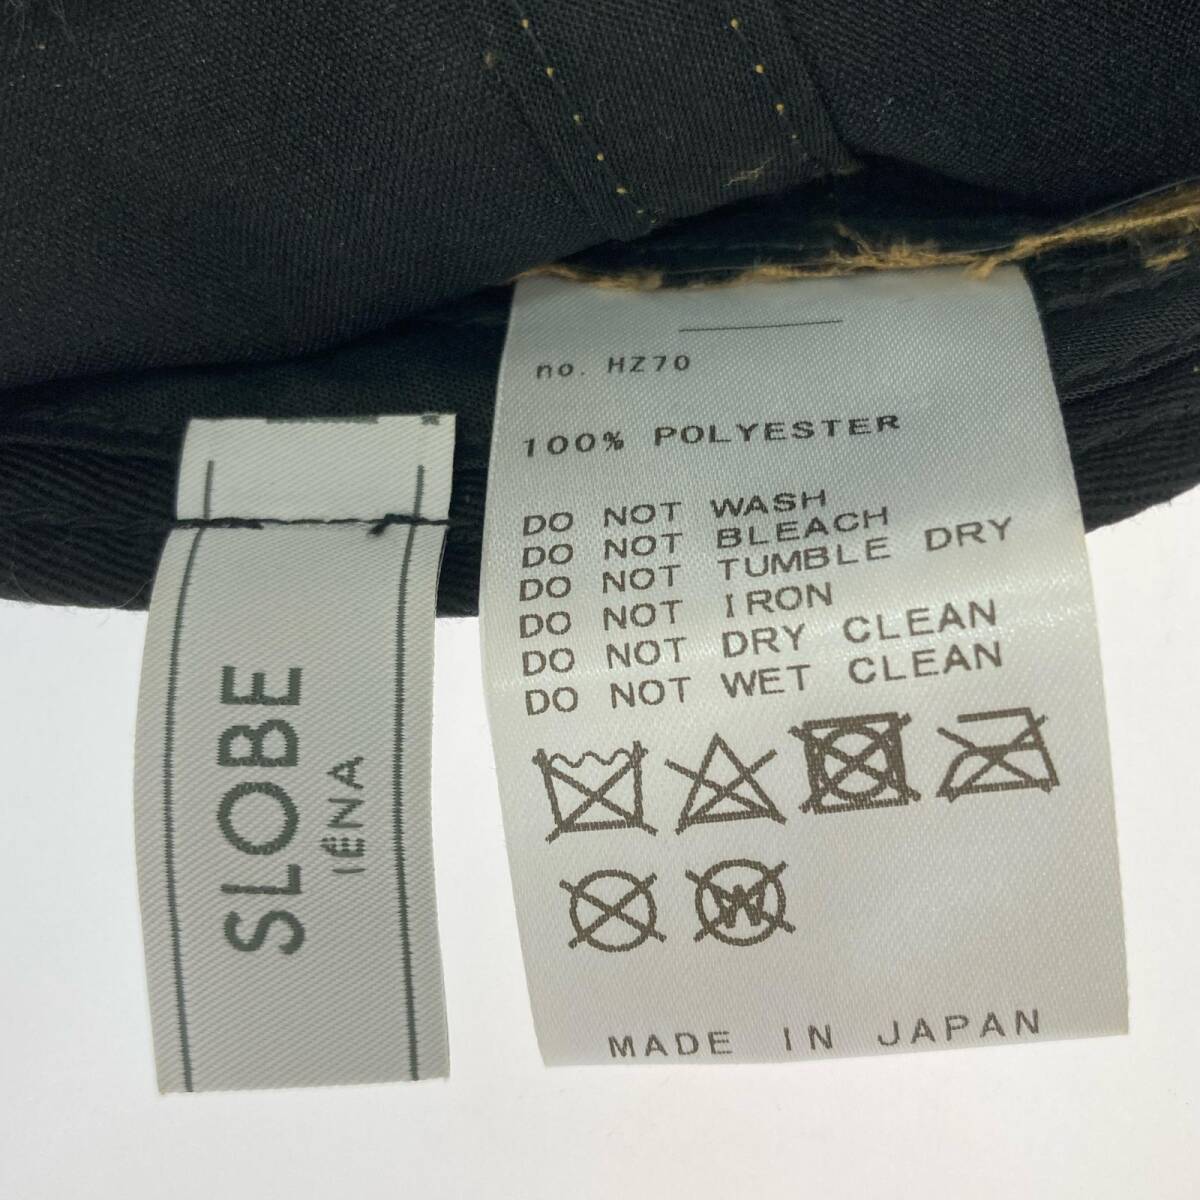 SLOBE
IÉNA
no. HZ70
100% POLYESTER
DO NOT WASH
DO NOT BLEACH
DO NOT TUMBLE DRY
DO NOT IRON
DO NOT DRY CLEAN
DO NOT WET CLEAN
W
MADE IN JAPAN